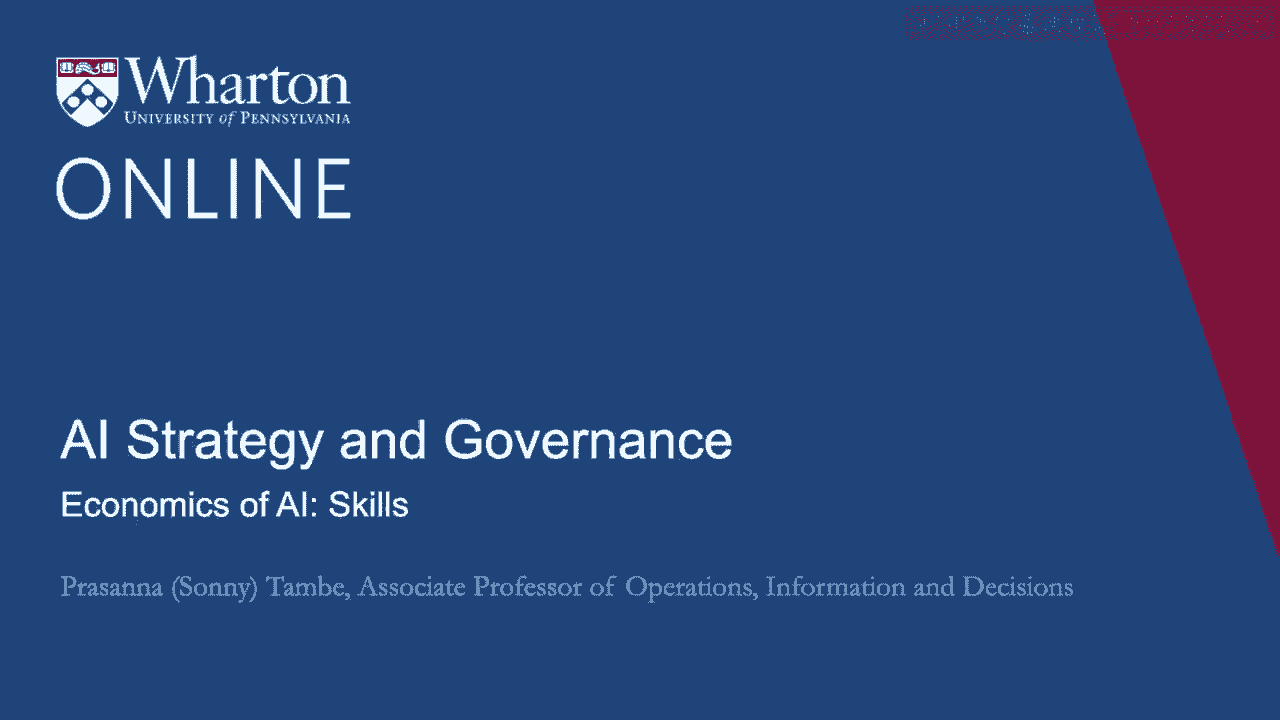 Wharton
UNIVERSITY of PENNSYLVANIA
ONLINE
AI Strategy and Governance
Economics of AI: Skills
Prasanna (Sonny) Tambe, Associate Professor of Operations, Information and Decisions